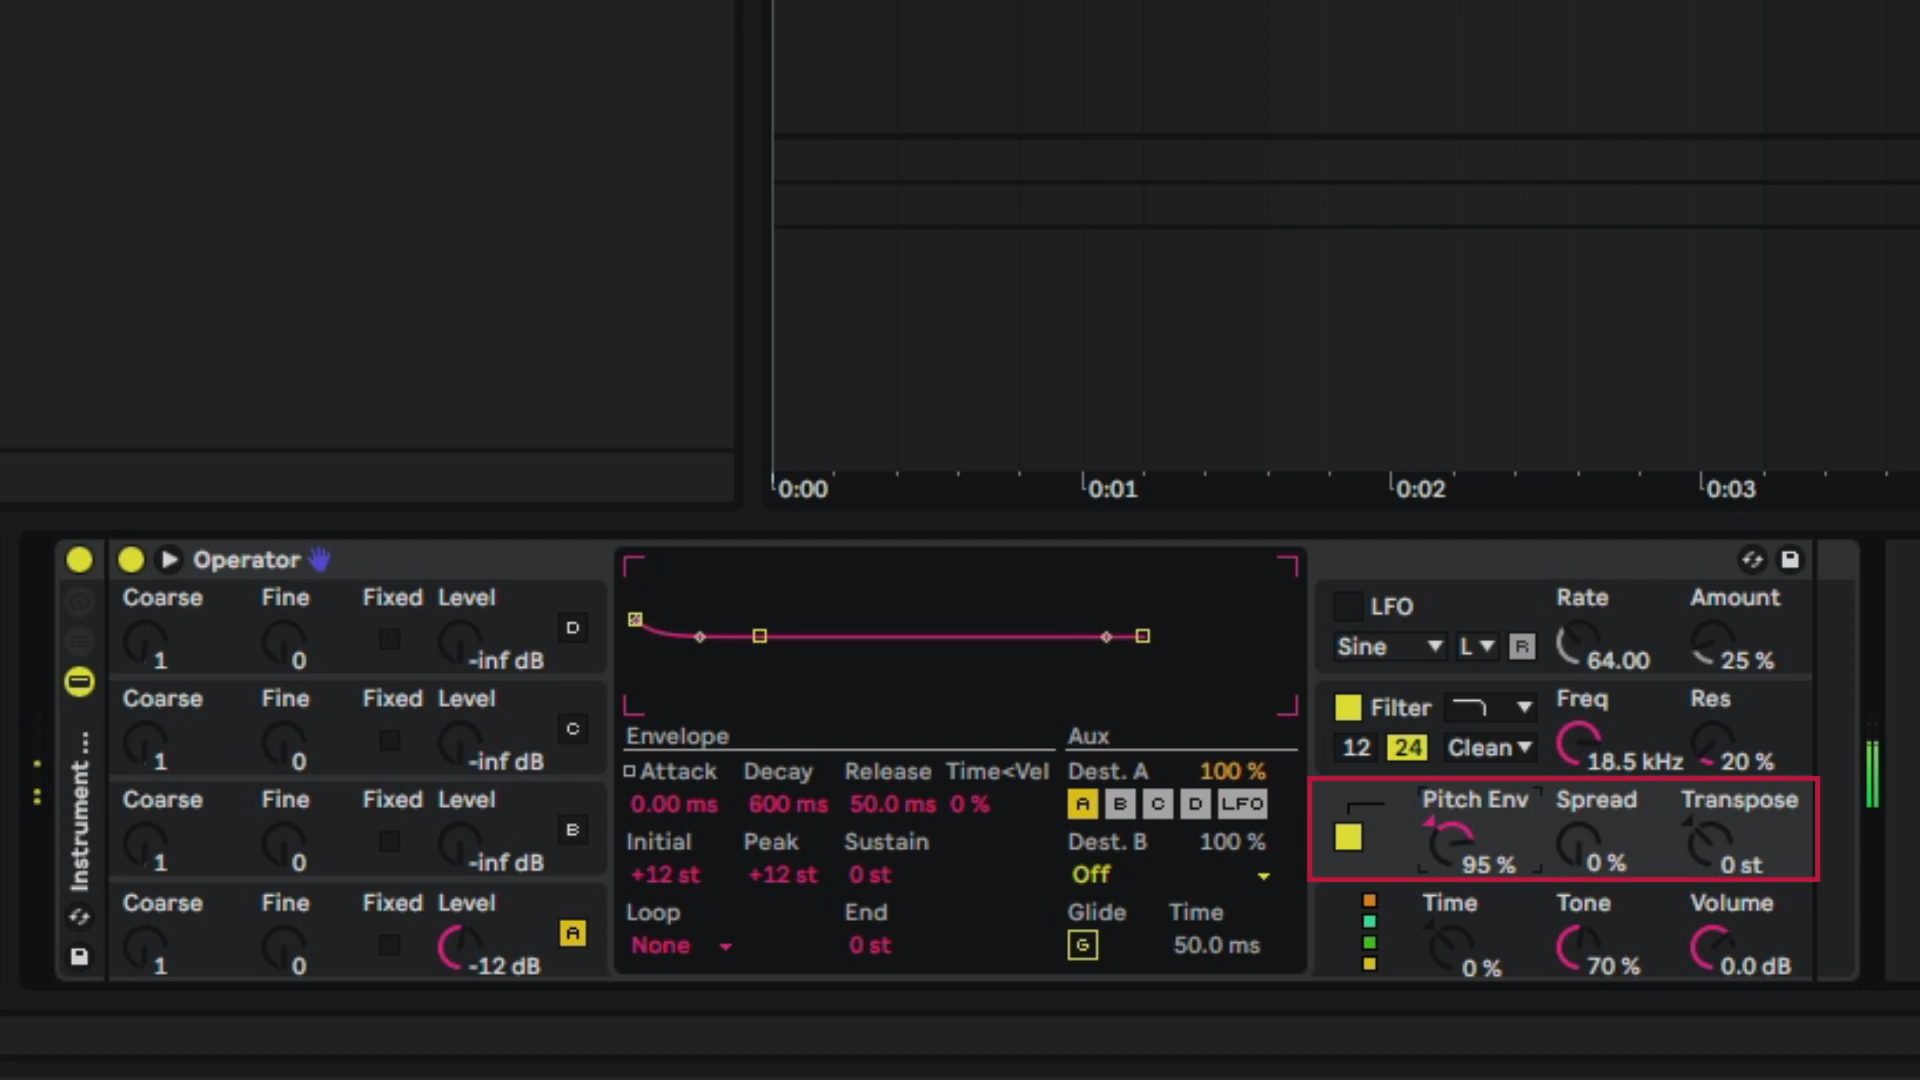 0:00 0:01 0:02 0:03
Operator
Instrument ...
Coarse Fine Fixed Level
1 0 -inf dB D
Coarse Fine Fixed Level
1 0 -inf dB C
Coarse Fine Fixed Level
1 0 -inf dB B
Coarse Fine Fixed Level
1 0 -12 dB A
Envelope
Attack Decay Release Time<Vel
0.00 ms 600 ms 50.0 ms 0 %
Initial Peak Sustain
+12 st +12 st 0 st
Loop End
None 0 st
Aux
Dest. A 100 %
A B C D LFO
Dest. B 100 %
Off
Glide Time
G 50.0 ms
LFO Rate Amount
Sine L R 64.00 25 %
Filter Freq Res
12 24 Clean 18.5 kHz 20 %
Pitch Env Spread Transpose
95 % 0 % 0 st
Time Tone Volume
0 % 70 % 0.0 dB